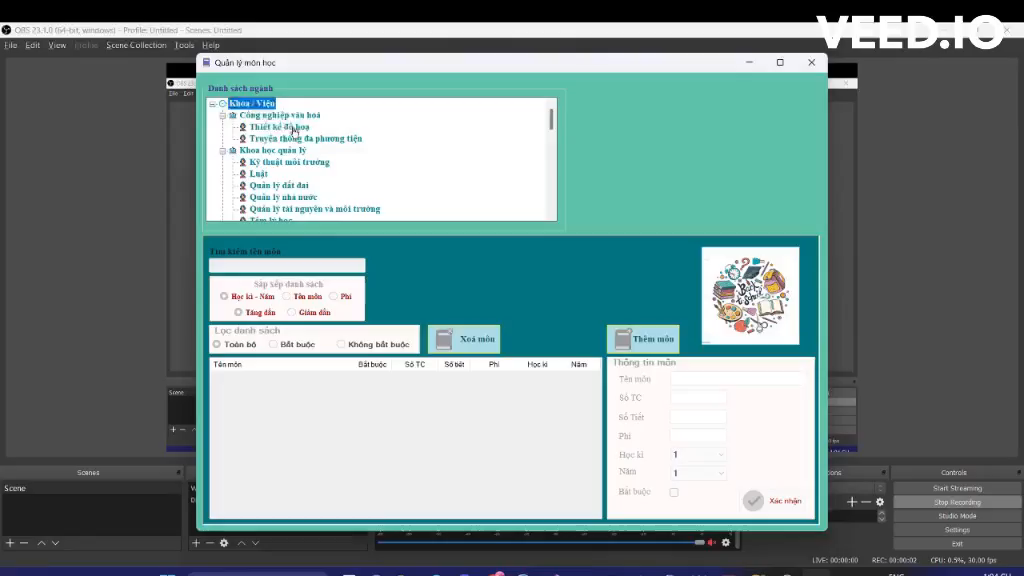 VEED.IO
OBS 23.1.0 (64-bit, windows) - Profile: Untitled - Scenes: Untitled
File Edit View Profile Scene Collection Tools Help
Quản lý môn học
Danh sách ngành
Khoa / Viện
Công nghiệp văn hoá
Thiết kế đồ hoạ
Truyền thông đa phương tiện
Khoa học quản lý
Kỹ thuật môi trường
Luật
Quản lý đất đai
Quản lý nhà nước
Quản lý tài nguyên và môi trường
Tâm lý học
Tìm kiếm tên môn
Sắp xếp danh sách
Học kì - Năm Tên môn Phí
Tăng dần Giảm dần
Lọc danh sách
Toàn bộ Bắt buộc Không bắt buộc
Xoá môn
Thêm môn
Tên môn Bắt buộc Số TC Số tiết Phí Học kì Năm
Thông tin môn
Tên môn
Số TC
Số Tiết
Phí
Học kì 1
Năm 1
Bắt buộc
Xác nhận
Scenes
Scene
Controls
Start Streaming
Stop Recording
Studio Mode
Settings
Exit
LIVE: 00:00:00 REC: 00:00:02 CPU: 0.5%, 30.00 fps
ENG